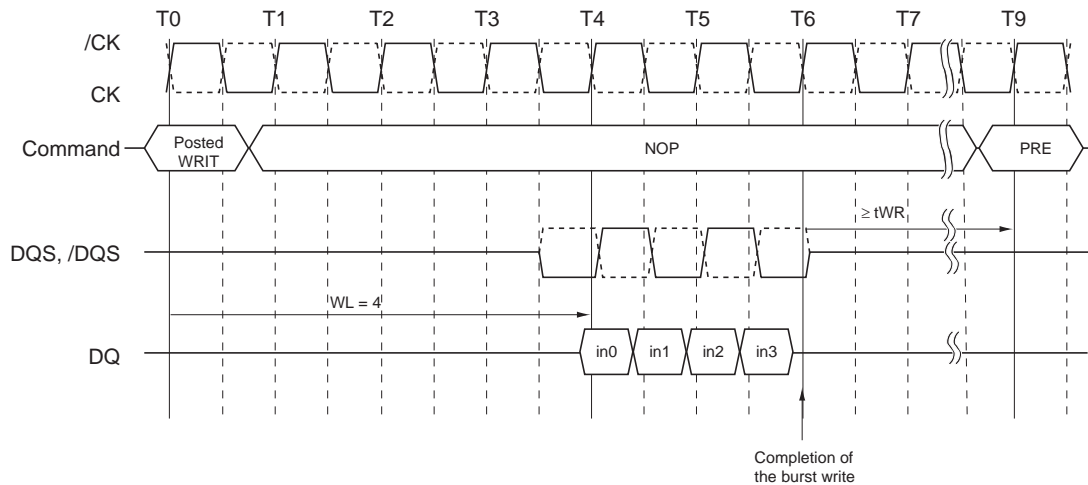 T0 T1 T2 T3 T4 T5 T6 T7 T9
/CK
CK
Command
Posted
WRIT
NOP
PRE
≥ tWR
DQS, /DQS
WL = 4
DQ
in0 in1 in2 in3
Completion of
the burst write